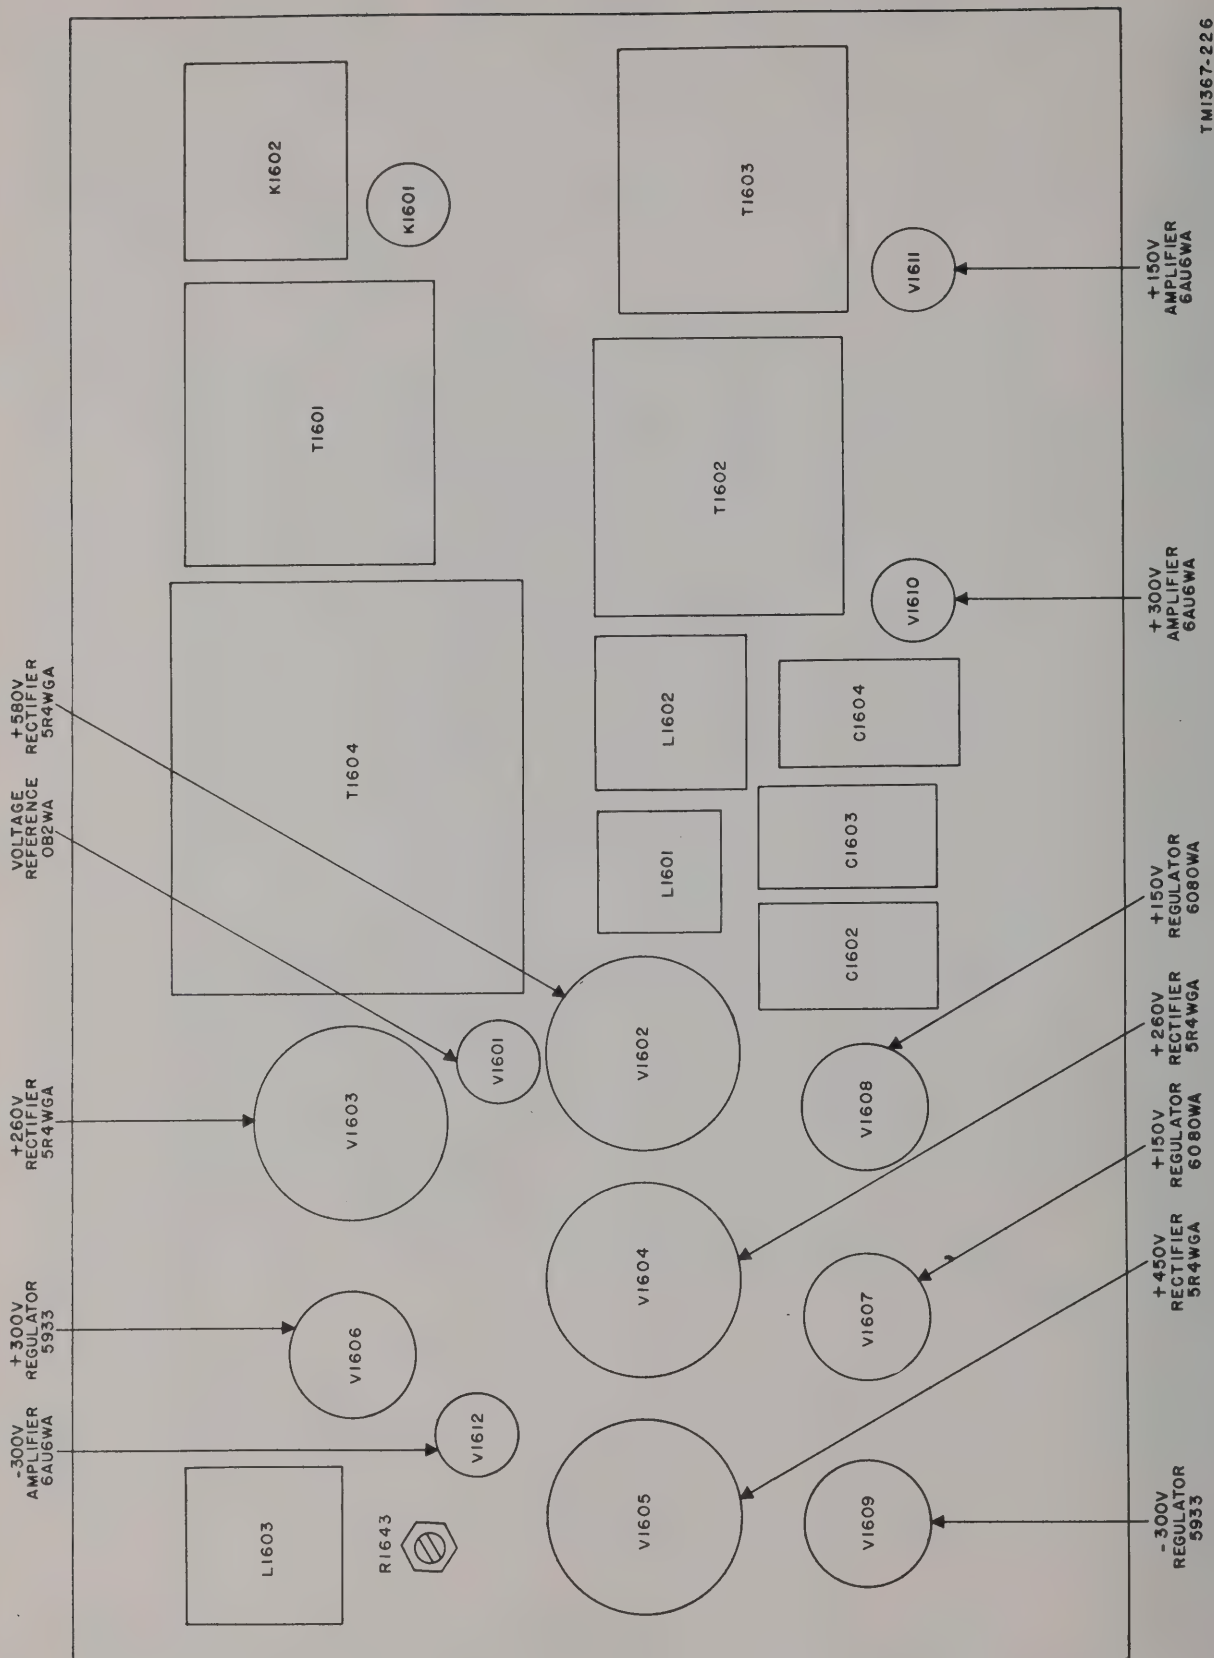 -300V
AMPLIFIER
6AU6WA
+300V
REGULATOR
5933
+260V
RECTIFIER
5R4WGA
VOLTAGE
REFERENCE
OB2WA
+580V
RECTIFIER
5R4WGA
L1603
R1643
V1612
V1606
V1603
V1601
T1604
T1601
K1602
K1601
V1605
V1604
V1602
L1601
L1602
T1602
T1603
V1609
V1607
V1608
C1602
C1603
C1604
V1610
V1611
-300V
REGULATOR
5933
+450V
RECTIFIER
5R4WGA
+150V
REGULATOR
6080WA
+260V
RECTIFIER
5R4WGA
+150V
REGULATOR
6080WA
+300V
AMPLIFIER
6AU6WA
+150V
AMPLIFIER
6AU6WA
TM1367-226